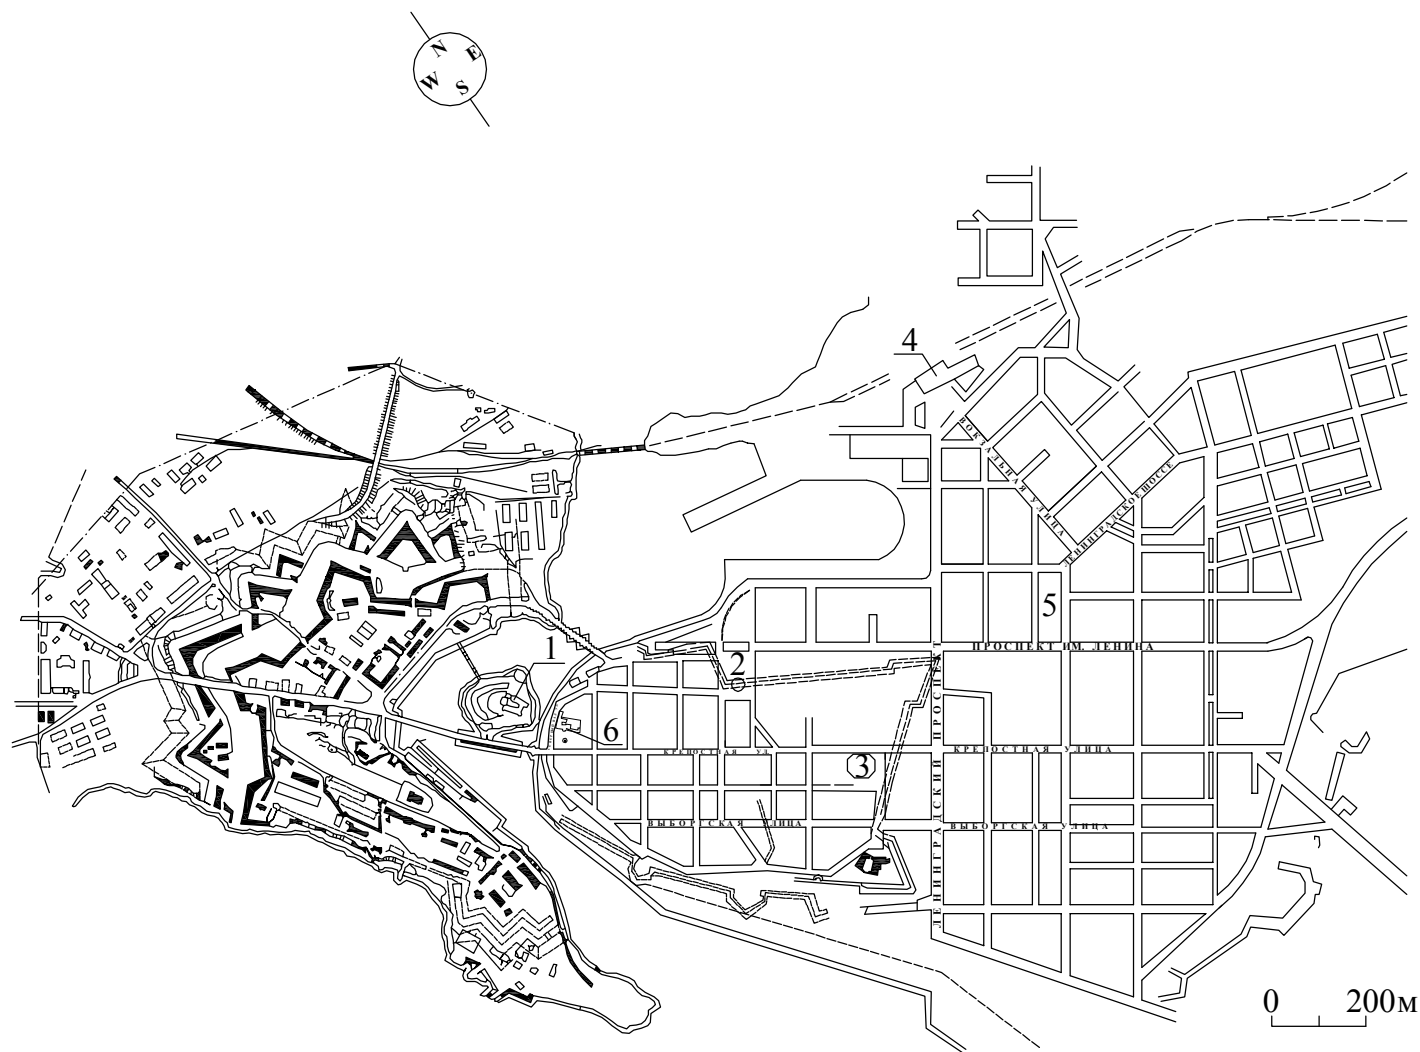 N
E
W
S
4
ВОКЗАЛЬНАЯ УЛИЦА
ЛЕНИНГРАДСКОЕ ШОССЕ
5
1
ПРОСПЕКТ ИМ. ЛЕНИНА
2
6
КРЕПОСТНАЯ УЛ.
КРЕПОСТНАЯ УЛИЦА
3
ЛЕНИНГРАДСКИЙ ПРОСПЕКТ
ВЫБОРГСКАЯ УЛИЦА
ВЫБОРГСКАЯ УЛИЦА
0 200м